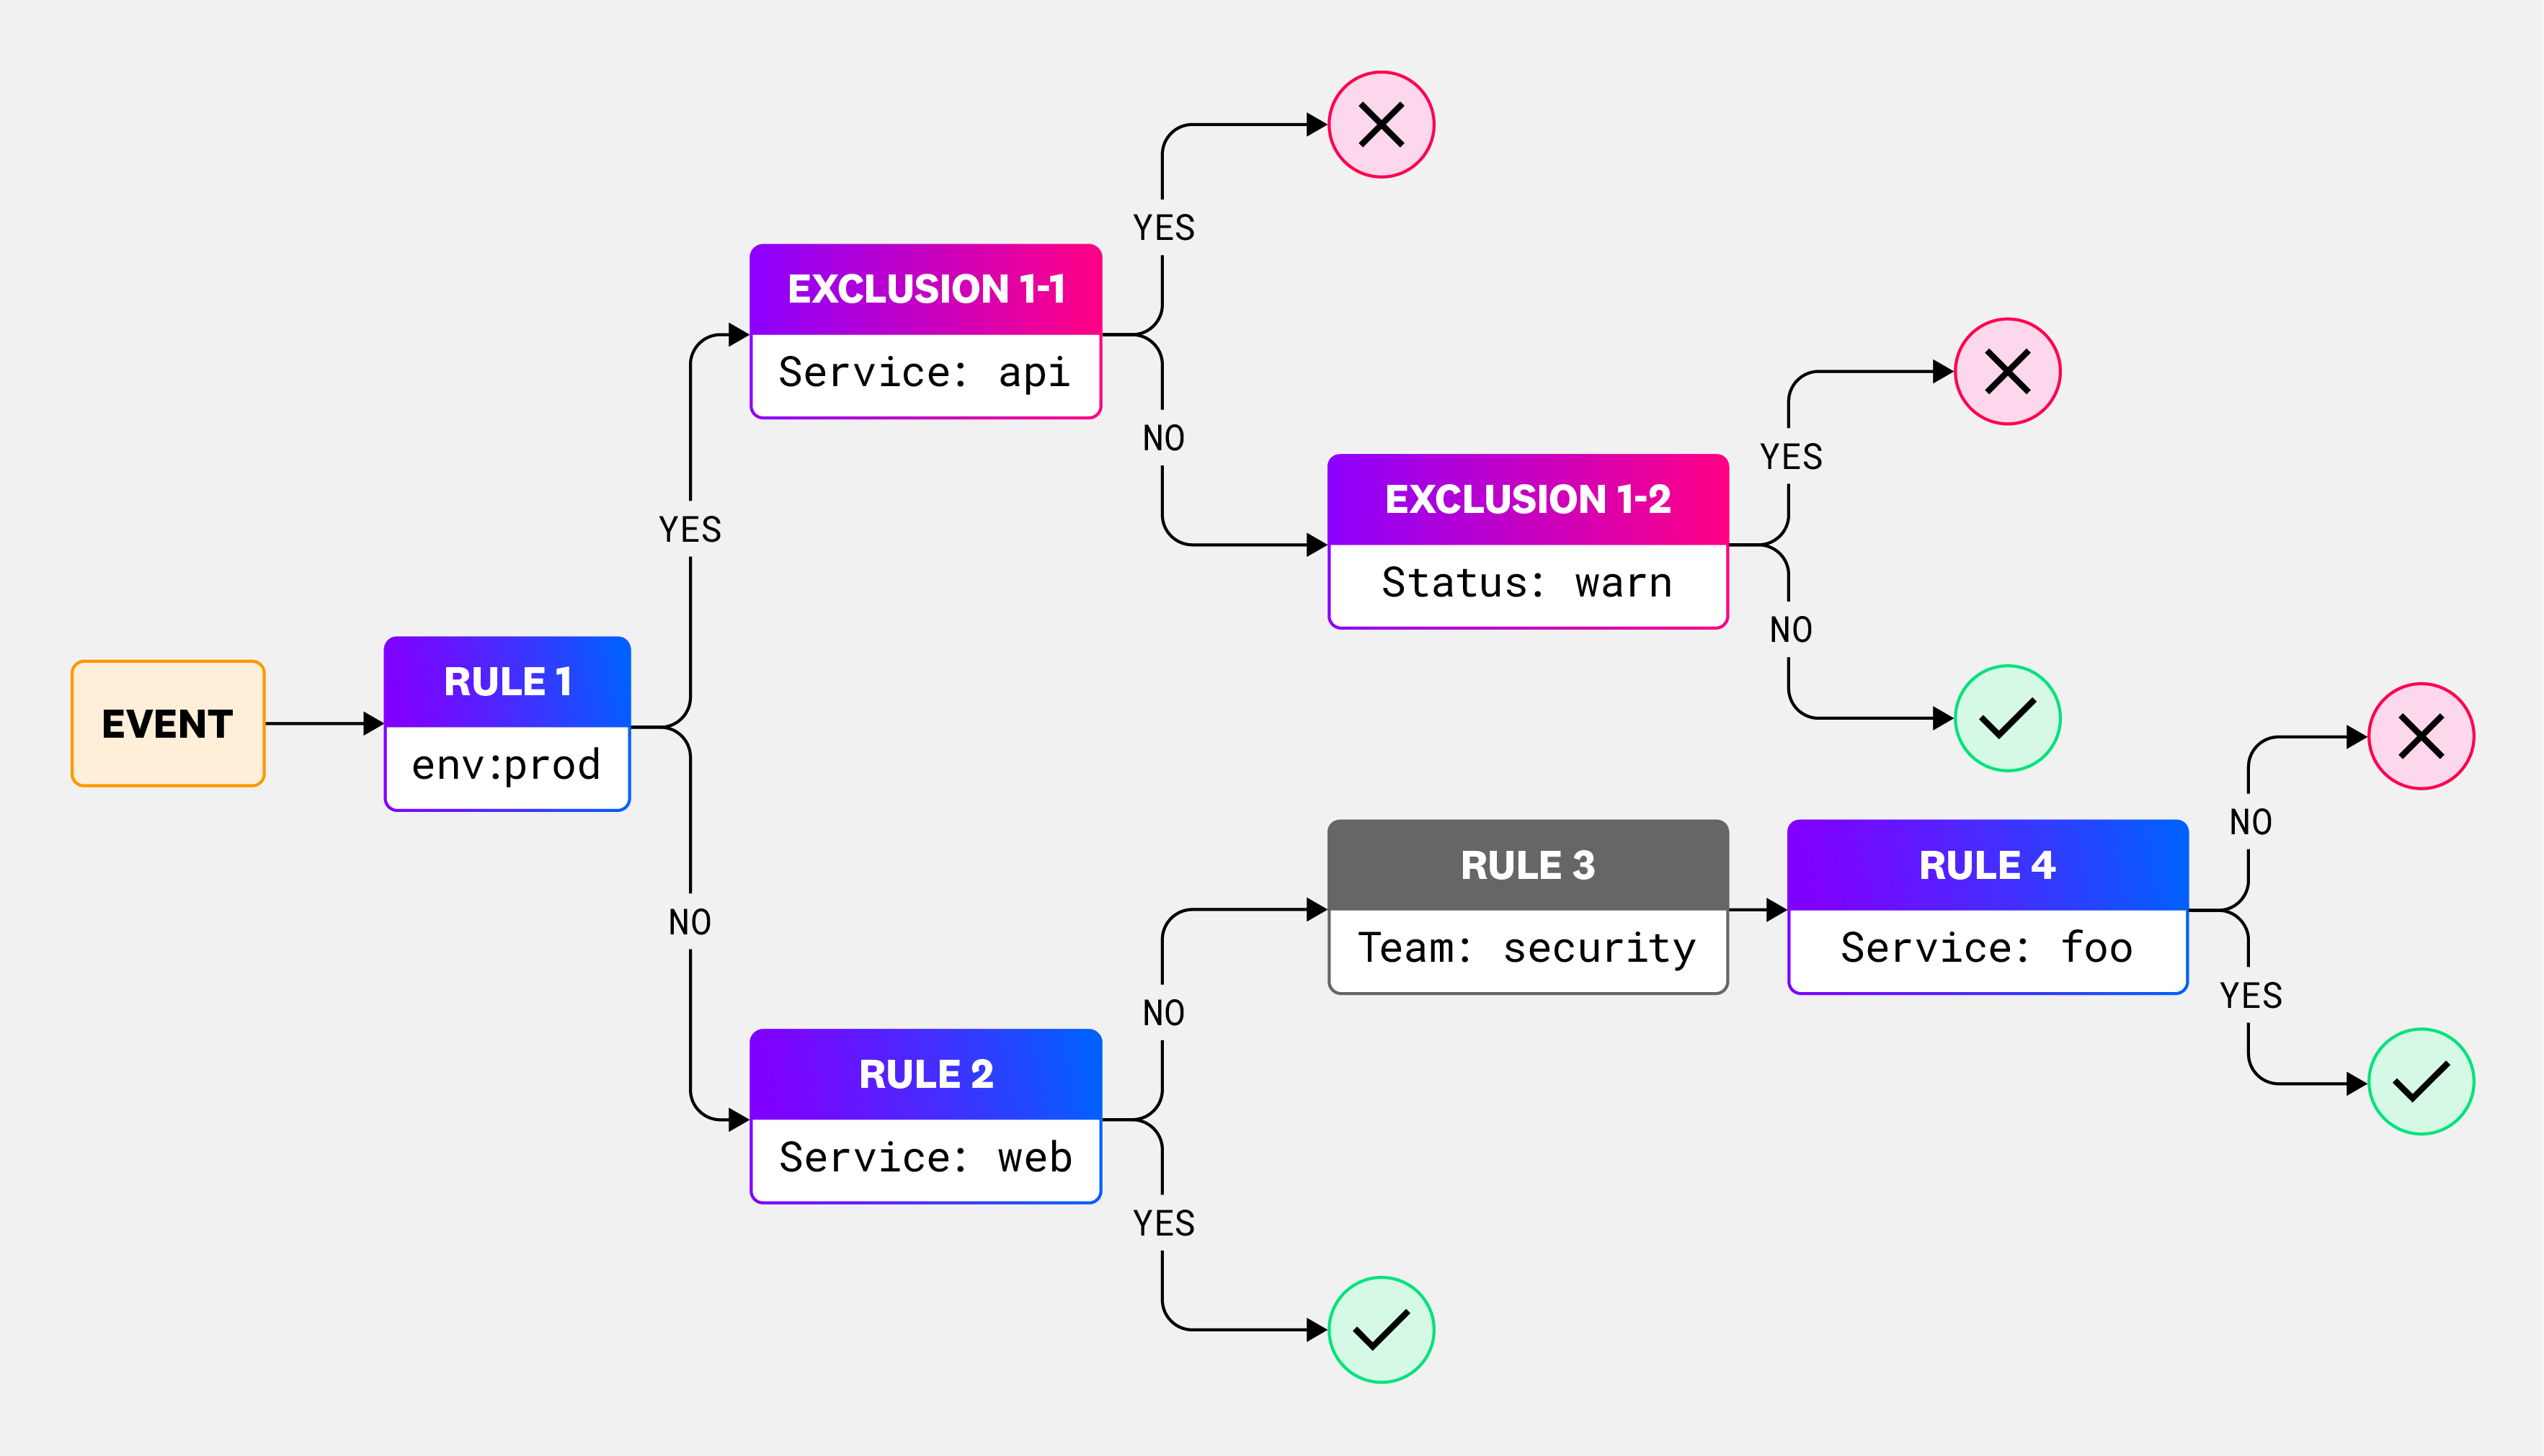 YES
EXCLUSION 1-1
Service: api
NO
YES
EXCLUSION 1-2
Status: warn
NO
YES
EVENT
RULE 1
env:prod
NO
RULE 3
Team: security
RULE 4
Service: foo
NO
YES
NO
RULE 2
Service: web
YES